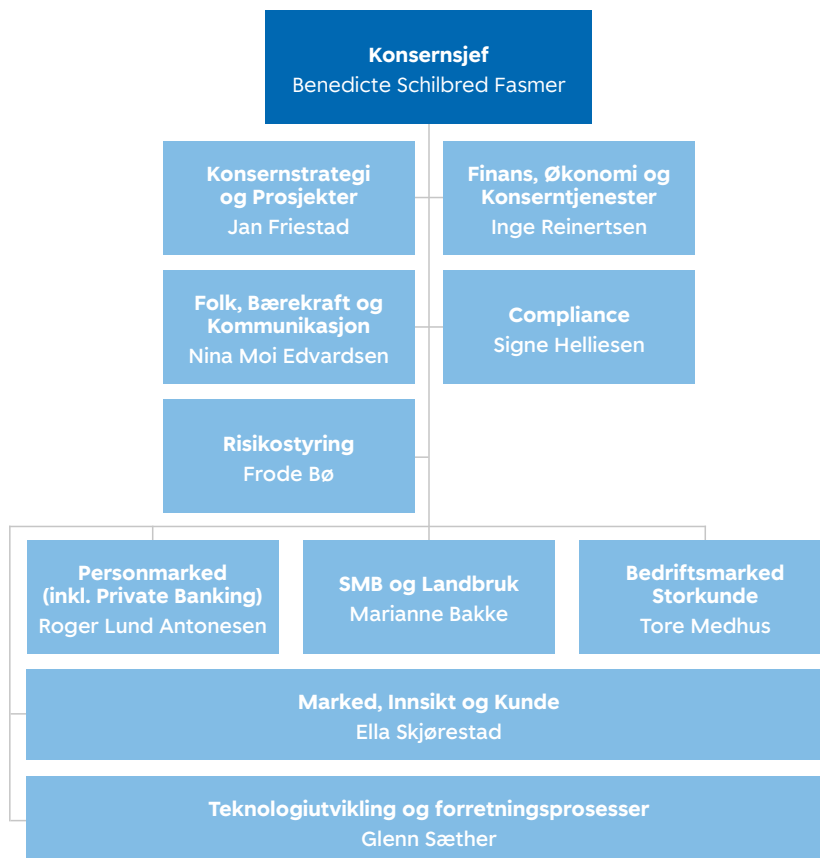 Konsernsjef
Benedicte Schilbred Fasmer
Konsernstrategi
og Prosjekter
Jan Friestad
Finans, Økonomi og
Konserntjenester
Inge Reinertsen
Folk, Bærekraft og
Kommunikasjon
Nina Moi Edvardsen
Compliance
Signe Helliesen
Risikostyring
Frode Bø
Personmarked
(inkl. Private Banking)
Roger Lund Antonesen
SMB og Landbruk
Marianne Bakke
Bedriftsmarked
Storkunde
Tore Medhus
Marked, Innsikt og Kunde
Ella Skjørestad
Teknologiutvikling og forretningsprosesser
Glenn Sæther